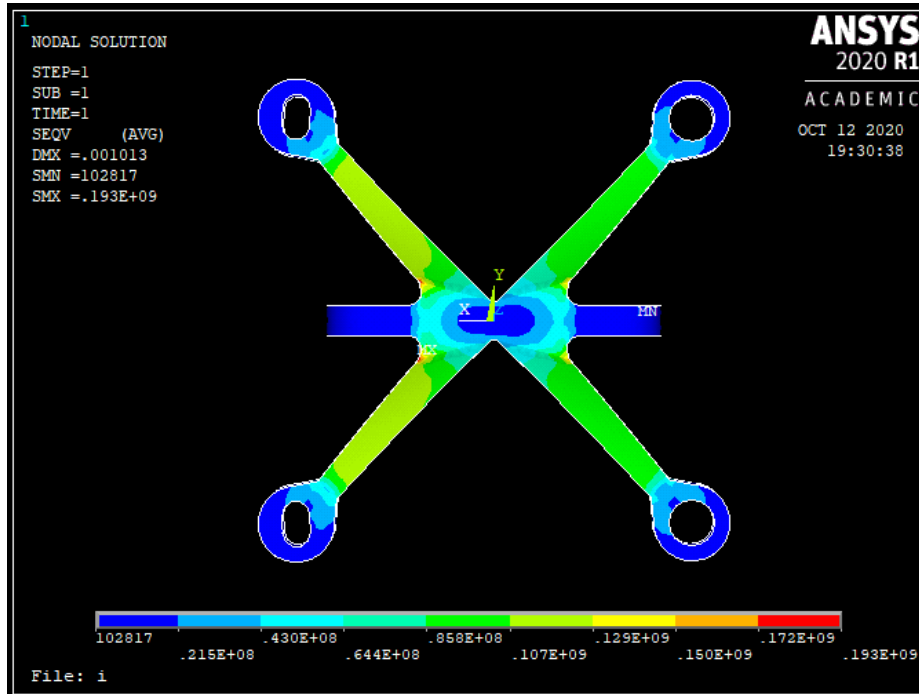 1
NODAL SOLUTION
STEP=1
SUB =1
TIME=1
SEQV (AVG)
DMX =.001013
SMN =102817
SMX =.193E+09
ANSYS
2020 R1
ACADEMIC
OCT 12 2020
19:30:38
Y
X Z
MN
MX
102817 .430E+08 .858E+08 .129E+09 .172E+09
.215E+08 .644E+08 .107E+09 .150E+09 .193E+09
File: i